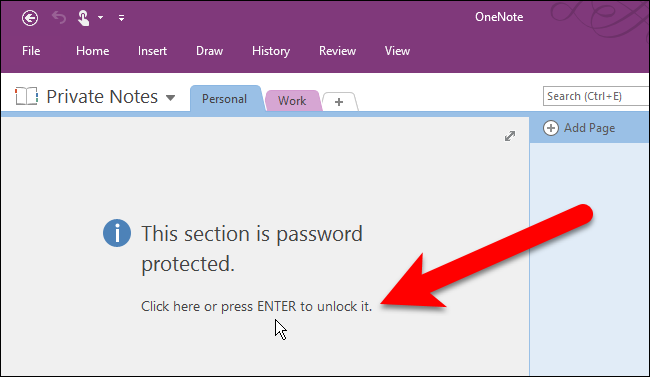 OneNote
File Home Insert Draw History Review View
Private Notes Personal Work + Search (Ctrl+E)
Add Page
This section is password
protected.
Click here or press ENTER to unlock it.